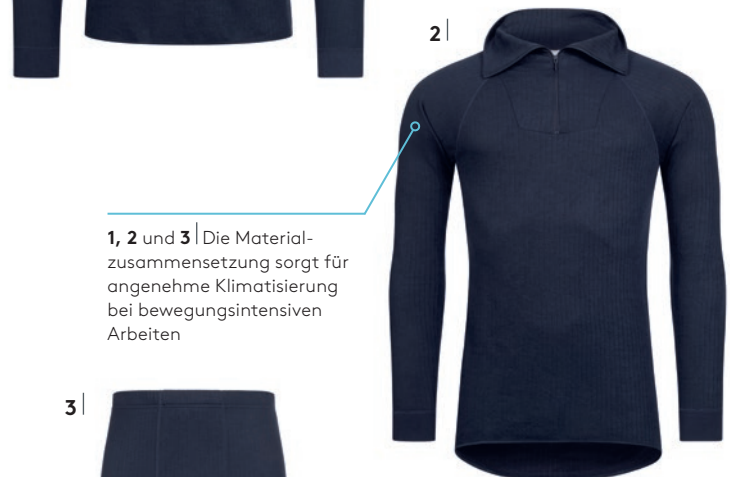 2
1, 2 und 3 Die Material-
zusammensetzung sorgt für
angenehme Klimatisierung
bei bewegungsintensiven
Arbeiten
3